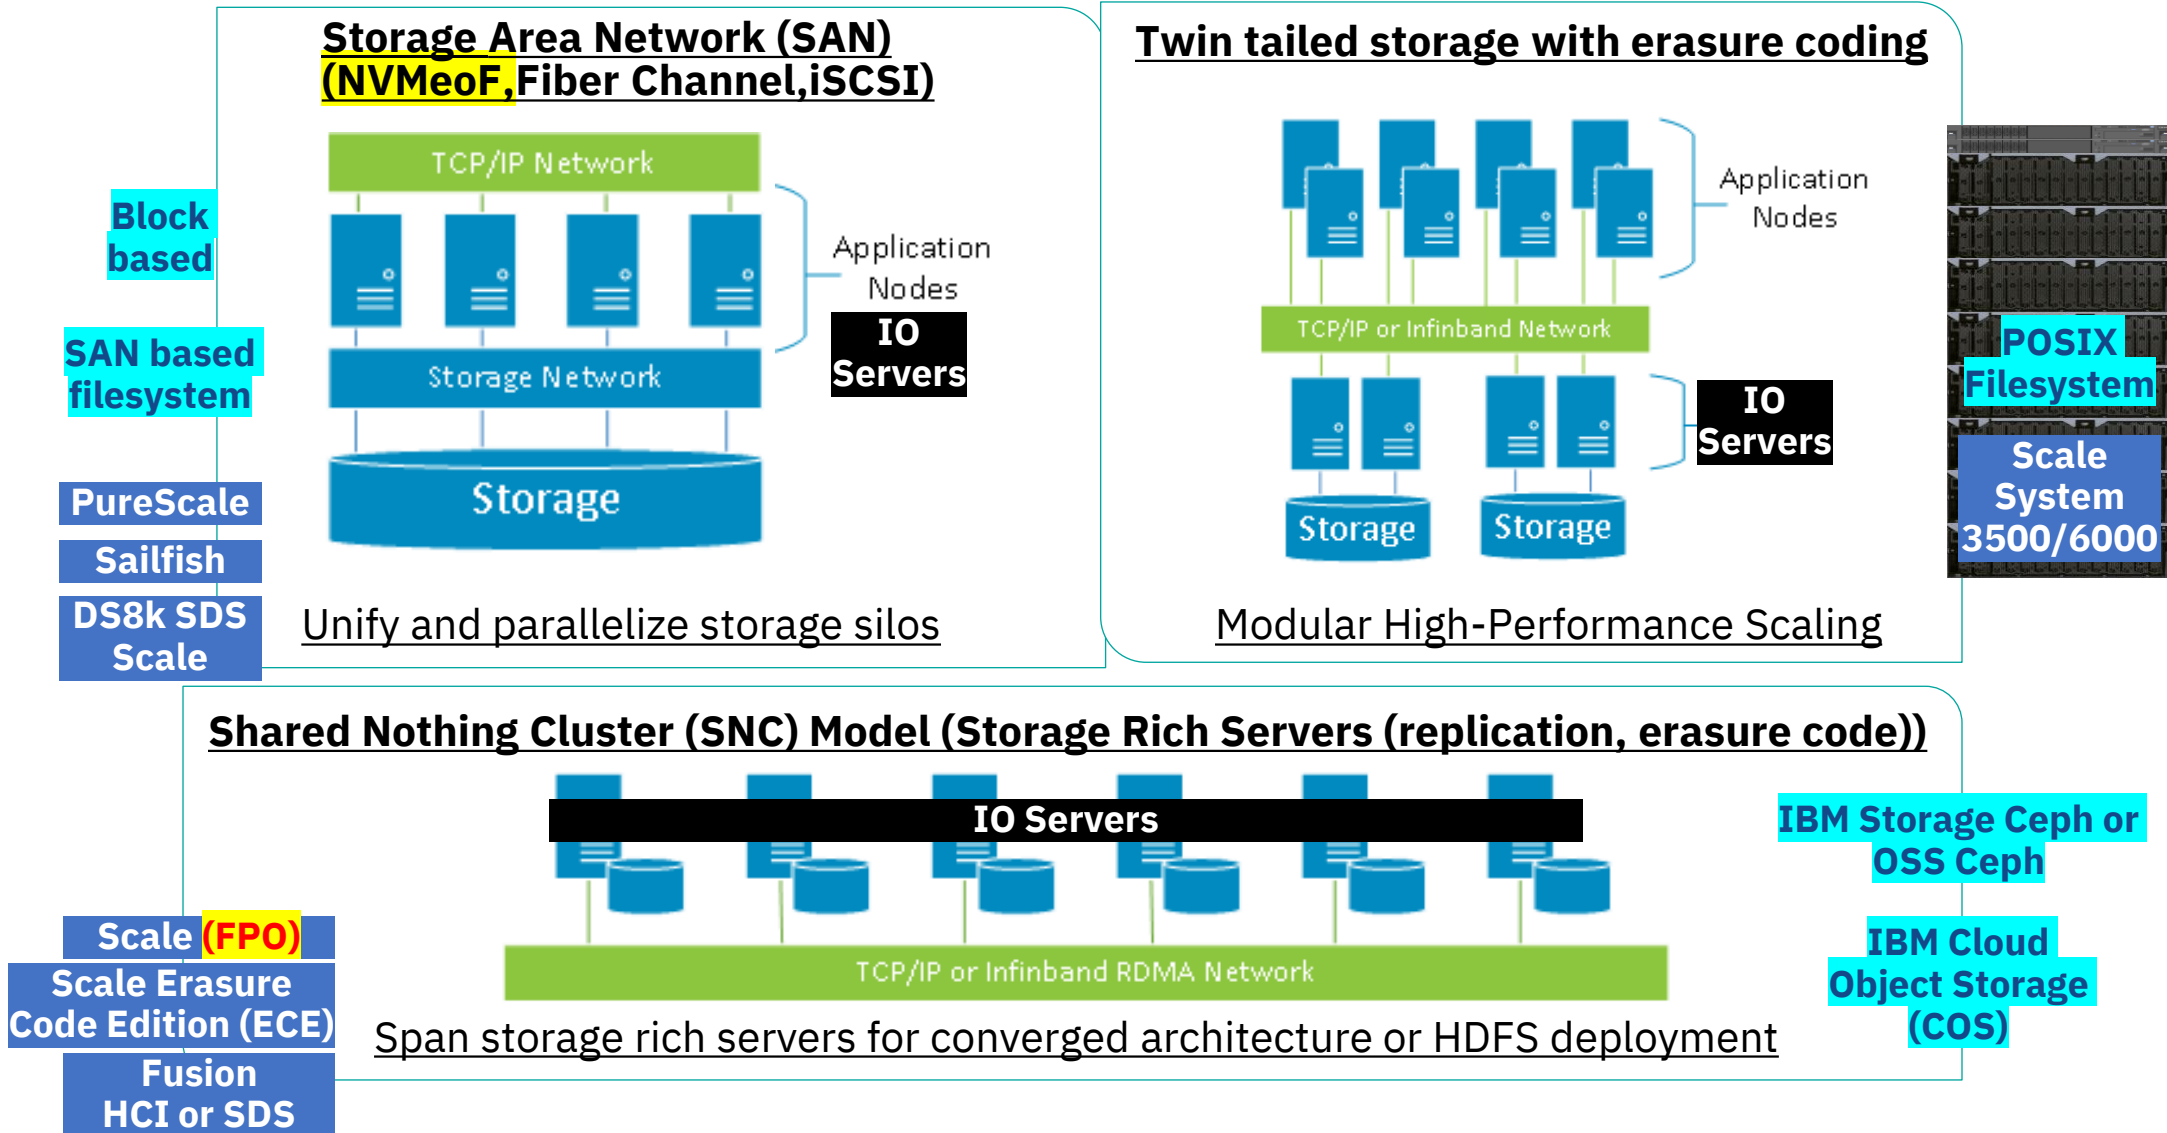 Storage Area Network (SAN)
(NVMeoF,Fiber Channel,iSCSI)
TCP/IP Network
Block
based
Application
Nodes
IO
Servers
SAN based
filesystem
Storage Network
Storage
PureScale
Sailfish
DS8k SDS
Scale
Unify and parallelize storage silos
Twin tailed storage with erasure coding
Application
Nodes
TCP/IP or Infinband Network
IO
Servers
Storage
Storage
POSIX
Filesystem
Scale
System
3500/6000
Modular High-Performance Scaling
Shared Nothing Cluster (SNC) Model (Storage Rich Servers (replication, erasure code))
IO Servers
IBM Storage Ceph or
OSS Ceph
Scale (FPO)
Scale Erasure
Code Edition (ECE)
Fusion
HCI or SDS
TCP/IP or Infinband RDMA Network
IBM Cloud
Object Storage
(COS)
Span storage rich servers for converged architecture or HDFS deployment